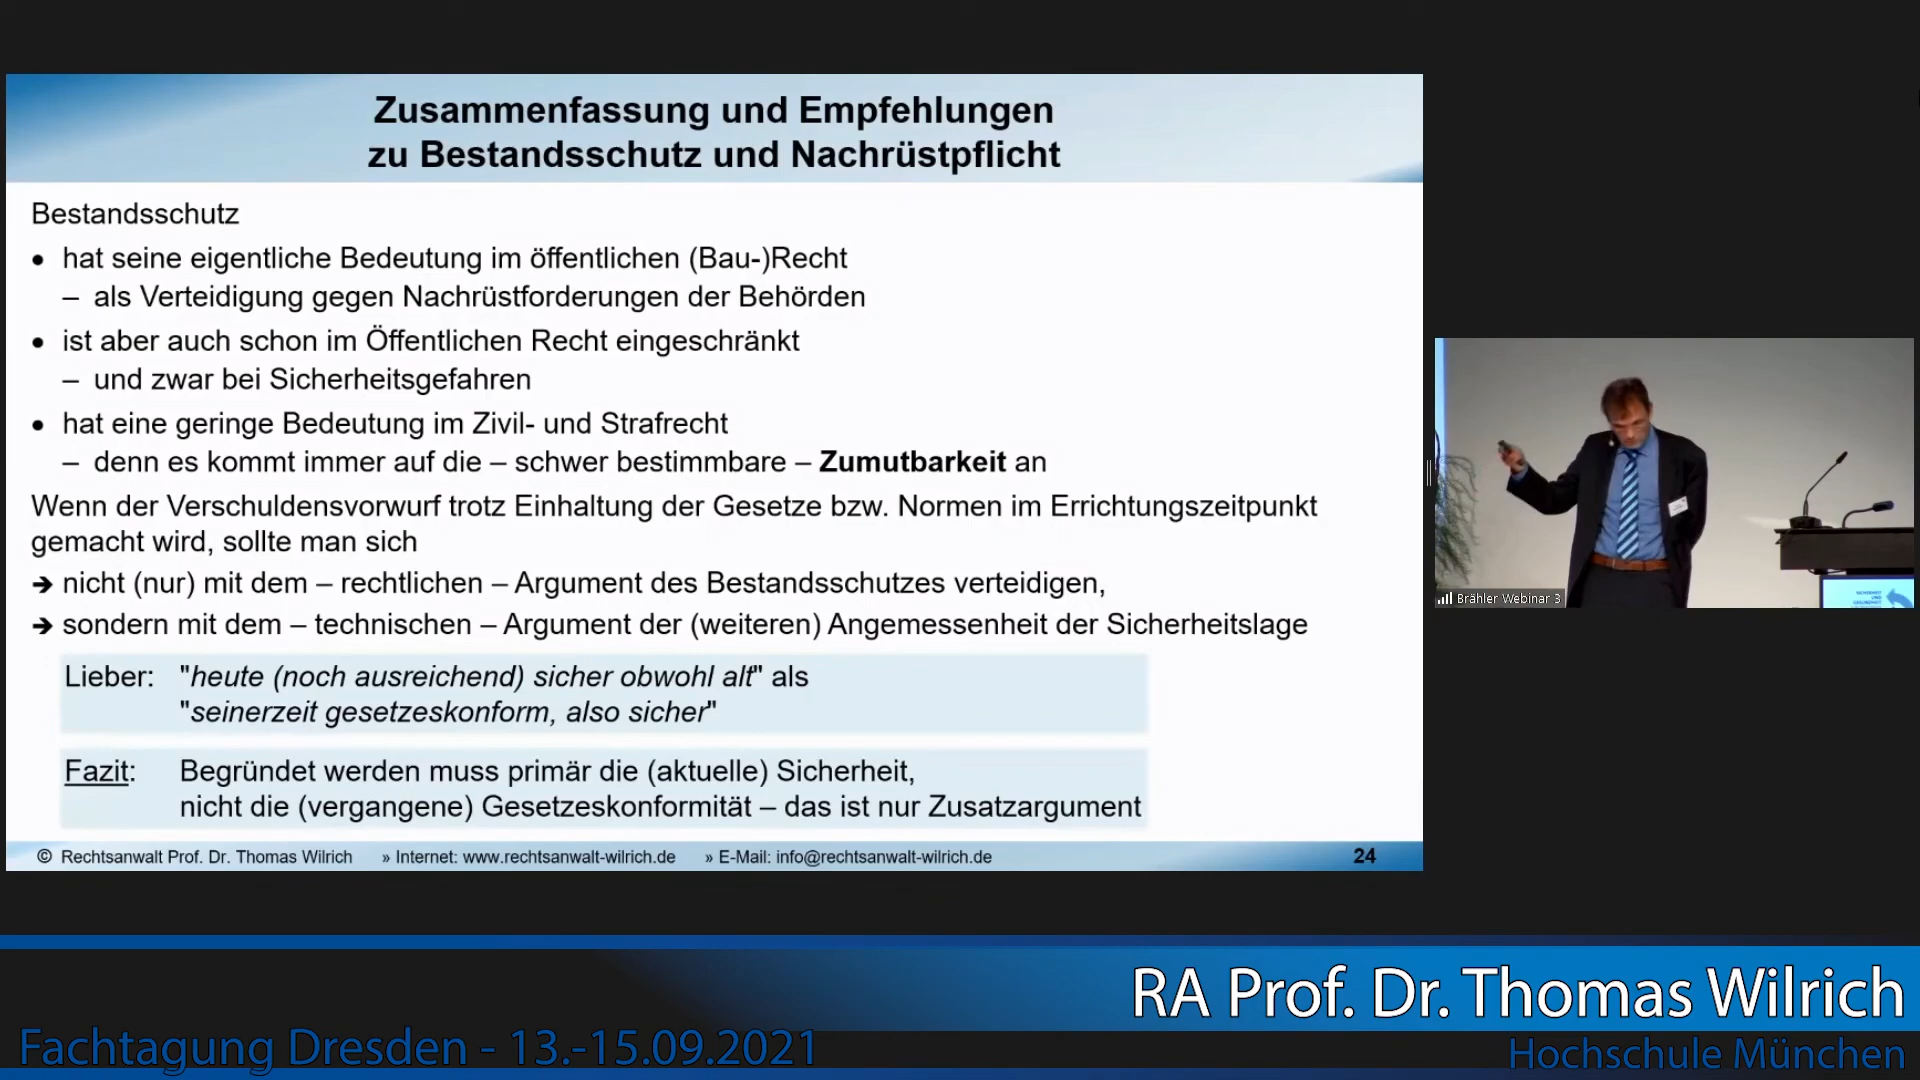 Zusammenfassung und Empfehlungen
zu Bestandsschutz und Nachrüstpflicht
Bestandsschutz
• hat seine eigentliche Bedeutung im öffentlichen (Bau-)Recht
– als Verteidigung gegen Nachrüstforderungen der Behörden
• ist aber auch schon im Öffentlichen Recht eingeschränkt
– und zwar bei Sicherheitsgefahren
• hat eine geringe Bedeutung im Zivil- und Strafrecht
– denn es kommt immer auf die – schwer bestimmbare – Zumutbarkeit an
Wenn der Verschuldensvorwurf trotz Einhaltung der Gesetze bzw. Normen im Errichtungszeitpunkt
gemacht wird, sollte man sich
➔ nicht (nur) mit dem – rechtlichen – Argument des Bestandsschutzes verteidigen,
➔ sondern mit dem – technischen – Argument der (weiteren) Angemessenheit der Sicherheitslage
Lieber: "heute (noch ausreichend) sicher obwohl alt" als
"seinerzeit gesetzeskonform, also sicher"
Fazit: Begründet werden muss primär die (aktuelle) Sicherheit,
nicht die (vergangene) Gesetzeskonformität – das ist nur Zusatzargument
© Rechtsanwalt Prof. Dr. Thomas Wilrich » Internet: www.rechtsanwalt-wilrich.de » E-Mail: info@rechtsanwalt-wilrich.de 24
Brähler Webinar 3
SICHERHEIT
UND
GESUNDHEIT
RA Prof. Dr. Thomas Wilrich
Fachtagung Dresden - 13.-15.09.2021
Hochschule München